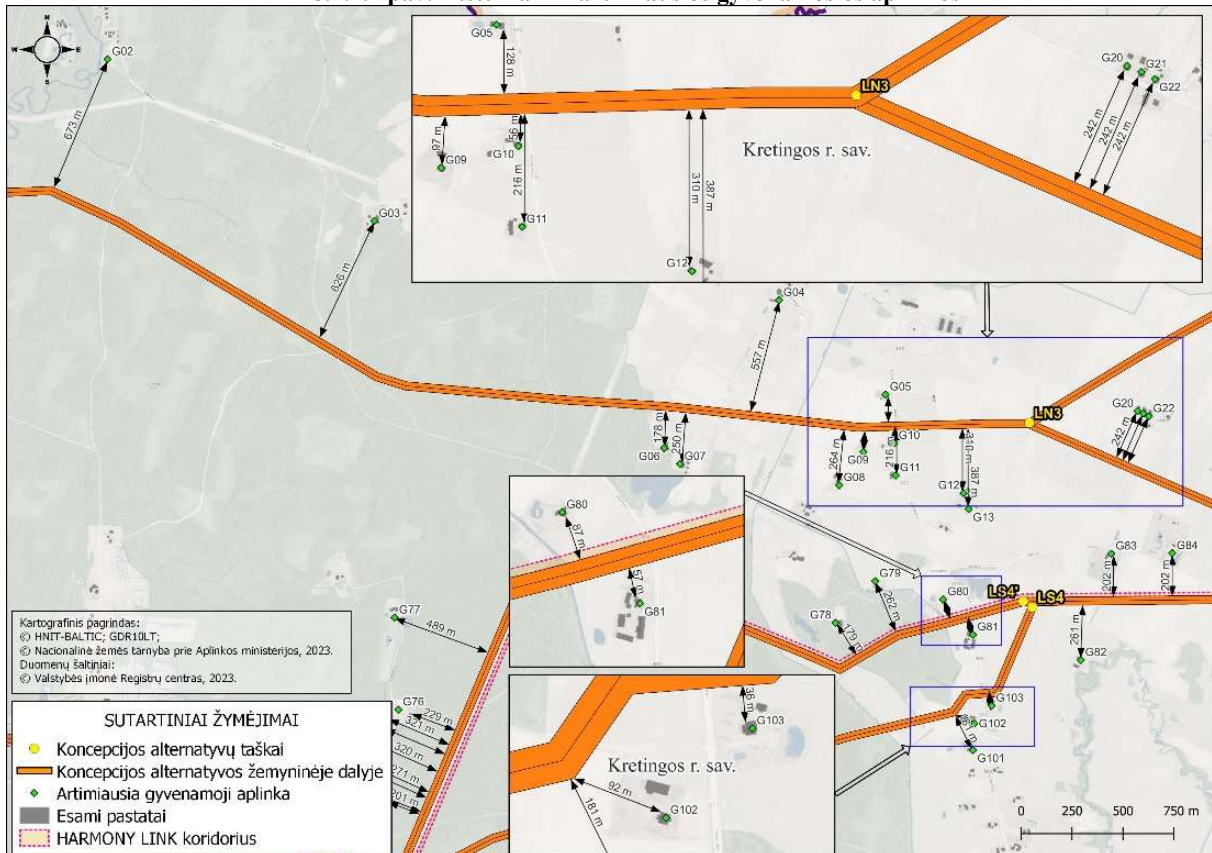 N
W
E
S
G02
673 m
G03
626 m
G05
128 m
LN3
G20
G21
G22
242 m
242 m
242 m
97 m
G09
56 m
G10
216 m
G11
310 m
387 m
G12
Kretingos r. sav.
G04
557 m
G05
LN3
G20
G22
242 m
178 m
G06
250 m
G07
264 m
G08
G09
G10
216 m
G11
310 m
387 m
G12
G13
G80
87 m
57 m
G81
G79
262 m
G78
179 m
G80
G81
LS4'
LS4
G83
202 m
G84
202 m
261 m
G82
G77
489 m
G76
229 m
321 m
320 m
271 m
201 m
G103
G102
G101
36 m
G103
Kretingos r. sav.
92 m
G102
181 m
Kartografinis pagrindas:
© HNIT-BALTIC; GDR10LT;
© Nacionalinė žemės tarnyba prie Aplinkos ministerijos, 2023.
Duomenų šaltiniai:
© Valstybės įmonė Registrų centras, 2023.
SUTARTINIAI ŽYMĖJIMAI
Koncepcijos alternatyvų taškai
Koncepcijos alternatyvos žemyninėje dalyje
Artimiausia gyvenamoji aplinka
Esami pastatai
HARMONY LINK koridorius
0 250 500 750 m